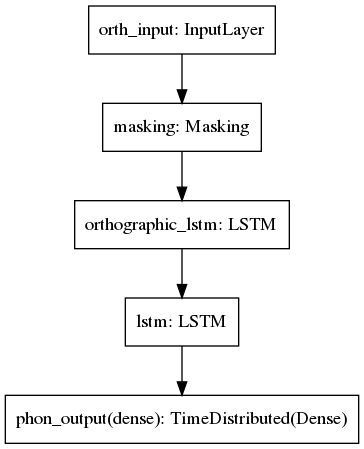 orth_input: InputLayer
masking: Masking
orthographic_lstm: LSTM
lstm: LSTM
phon_output(dense): TimeDistributed(Dense)